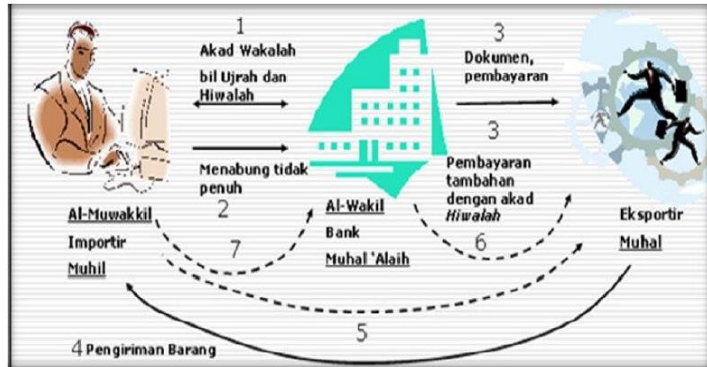 1
Akad Wakalah
bil Ujrah dan
Hiwalah
Menabung tidak
penuh
2
3
Dokumen,
pembayaran
3
Pembayaran
tambahan
dengan akad
Hiwalah
Al-Muwakkil
Importir
Muhil
7
Al-Wakil
Bank
Muhal 'Alaih
6
Eksportir
Muhal
5
4 Pengiriman Barang